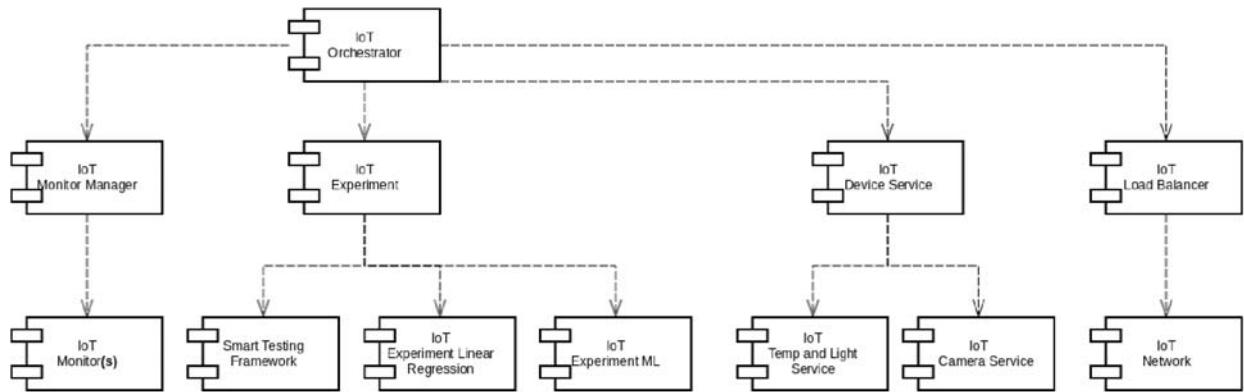 IoT
Orchestrator
IoT
Monitor Manager
IoT
Experiment
IoT
Device Service
IoT
Load Balancer
IoT
Monitor(s)
Smart Testing
Framework
IoT
Experiment Linear
Regression
IoT
Experiment ML
IoT
Temp and Light
Service
IoT
Camera Service
IoT
Network